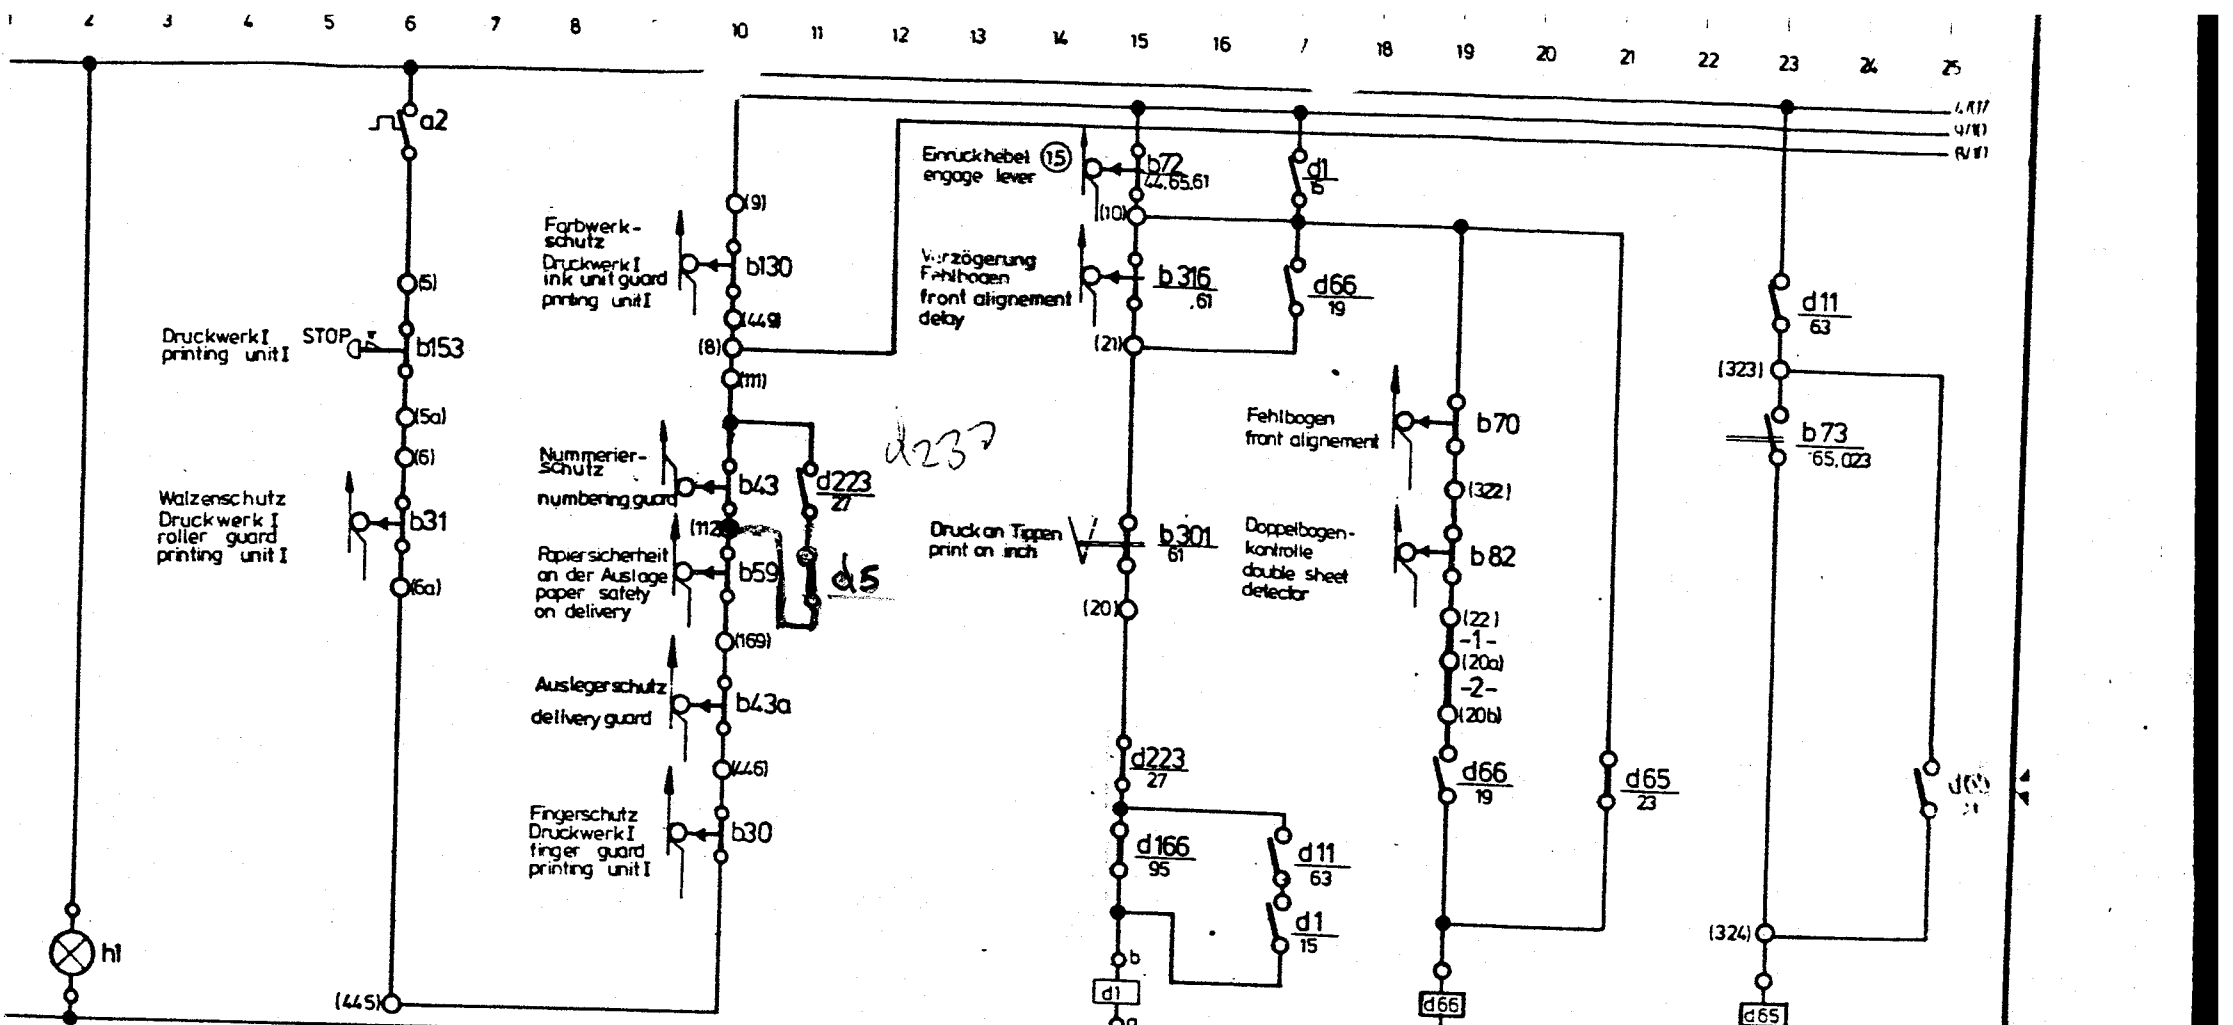 2 3 4 5 6 7 8 10 11 12 13 14 15 16 18 19 20 21 22 23 24 25
a2
Einrückhebel (15)
engage lever
b72
44.65.61
d1
15
(9)
(10)
Farbwerk-
schutz
Druckwerk I
ink unit guard
printing unit I
b130
Fehlbogen
front alignement
delay
b316
.61
d66
19
(5)
(449)
(8)
(21)
(111)
d11
63
Druckwerk I
printing unit I
STOP
b153
(323)
(5a)
(6)
d237
Fehlbogen
front alignement
b70
b73
65.023
Nummerier-
schutz
numbering guard
b43
d223
27
(322)
Walzenschutz
Druckwerk I
roller guard
printing unit I
b31
(112)
Druck an Tippen
print on inch
b301
61
Doppelbogen-
kontrolle
double sheet
detector
b82
Papiersicherheit
an der Auslage
paper safety
on delivery
b59
d5
(6a)
(20)
(22)
-1-
(20a)
-2-
(20b)
(169)
Auslegerschutz
delivery guard
b43a
(446)
d223
27
d66
19
d65
23
Fingerschutz
Druckwerk I
finger guard
printing unit I
b30
d166
95
d11
63
d1
15
(324)
h1
b
(445)
d1
d66
d65
a